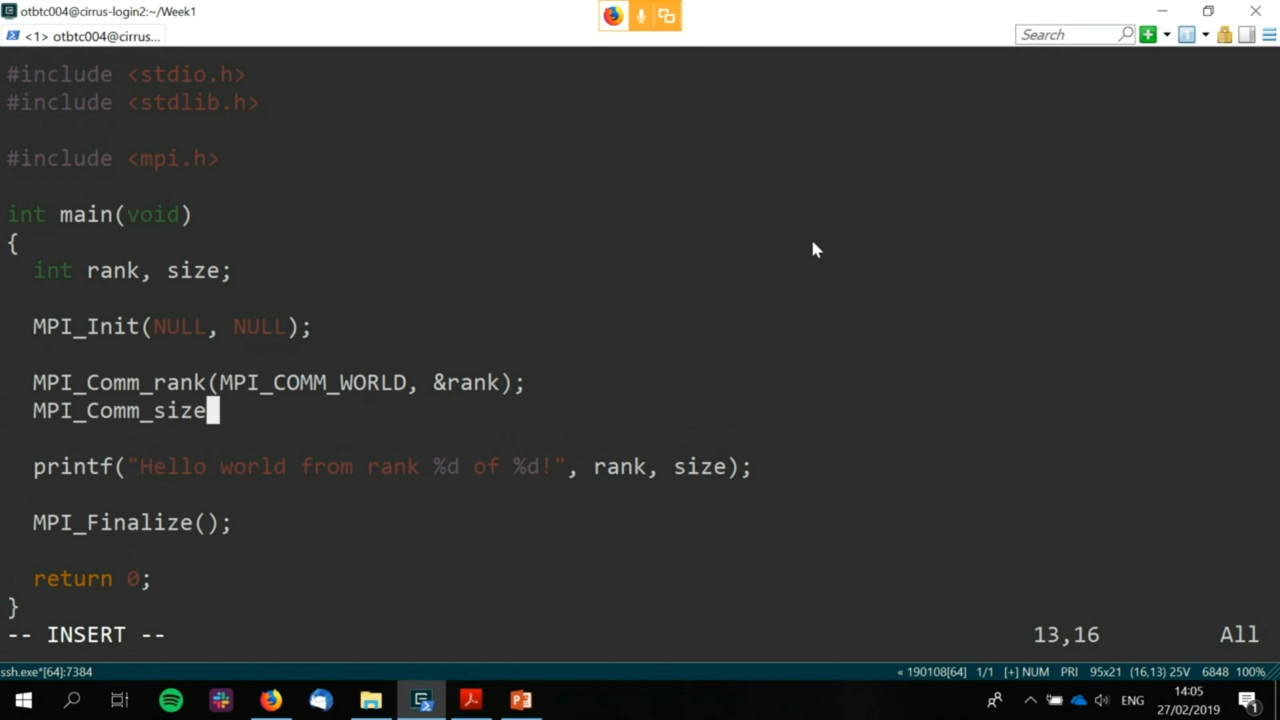 otbtc004@cirrus-login2:~/Week1
<1> otbtc004@cirrus...
Search
#include <stdio.h>
#include <stdlib.h>
#include <mpi.h>
int main(void)
{
int rank, size;
MPI_Init(NULL, NULL);
MPI_Comm_rank(MPI_COMM_WORLD, &rank);
MPI_Comm_size
printf("Hello world from rank %d of %d!", rank, size);
MPI_Finalize();
return 0;
}
-- INSERT -- 13,16 All
ssh.exe*[64]:7384 « 190108[64] 1/1 [+] NUM PRI 95x21 (16,13) 25V 6848 100%
ENG 14:05
27/02/2019 1